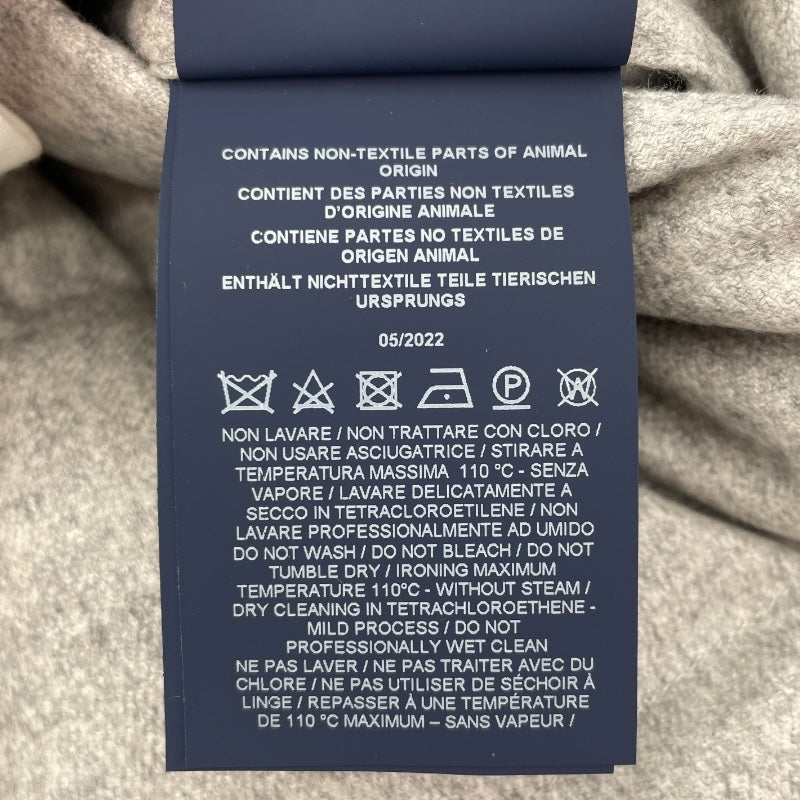 CONTAINS NON-TEXTILE PARTS OF ANIMAL
ORIGIN
CONTIENT DES PARTIES NON TEXTILES
D'ORIGINE ANIMALE
CONTIENE PARTES NO TEXTILES DE
ORIGEN ANIMAL
ENTHÄLT NICHTTEXTILE TEILE TIERISCHEN
URSPRUNGS
05/2022
P W
NON LAVARE / NON TRATTARE CON CLORO /
NON USARE ASCIUGATRICE / STIRARE A
TEMPERATURA MASSIMA 110 °C - SENZA
VAPORE / LAVARE DELICATAMENTE A
SECCO IN TETRACLOROETILENE / NON
LAVARE PROFESSIONALMENTE AD UMIDO
DO NOT WASH / DO NOT BLEACH / DO NOT
TUMBLE DRY / IRONING MAXIMUM
TEMPERATURE 110°C - WITHOUT STEAM /
DRY CLEANING IN TETRACHLOROETHENE -
MILD PROCESS / DO NOT
PROFESSIONALLY WET CLEAN
NE PAS LAVER / NE PAS TRAITER AVEC DU
CHLORE / NE PAS UTILISER DE SÉCHOIR À
LINGE / REPASSER À UNE TEMPÉRATURE
DE 110 °C MAXIMUM – SANS VAPEUR /